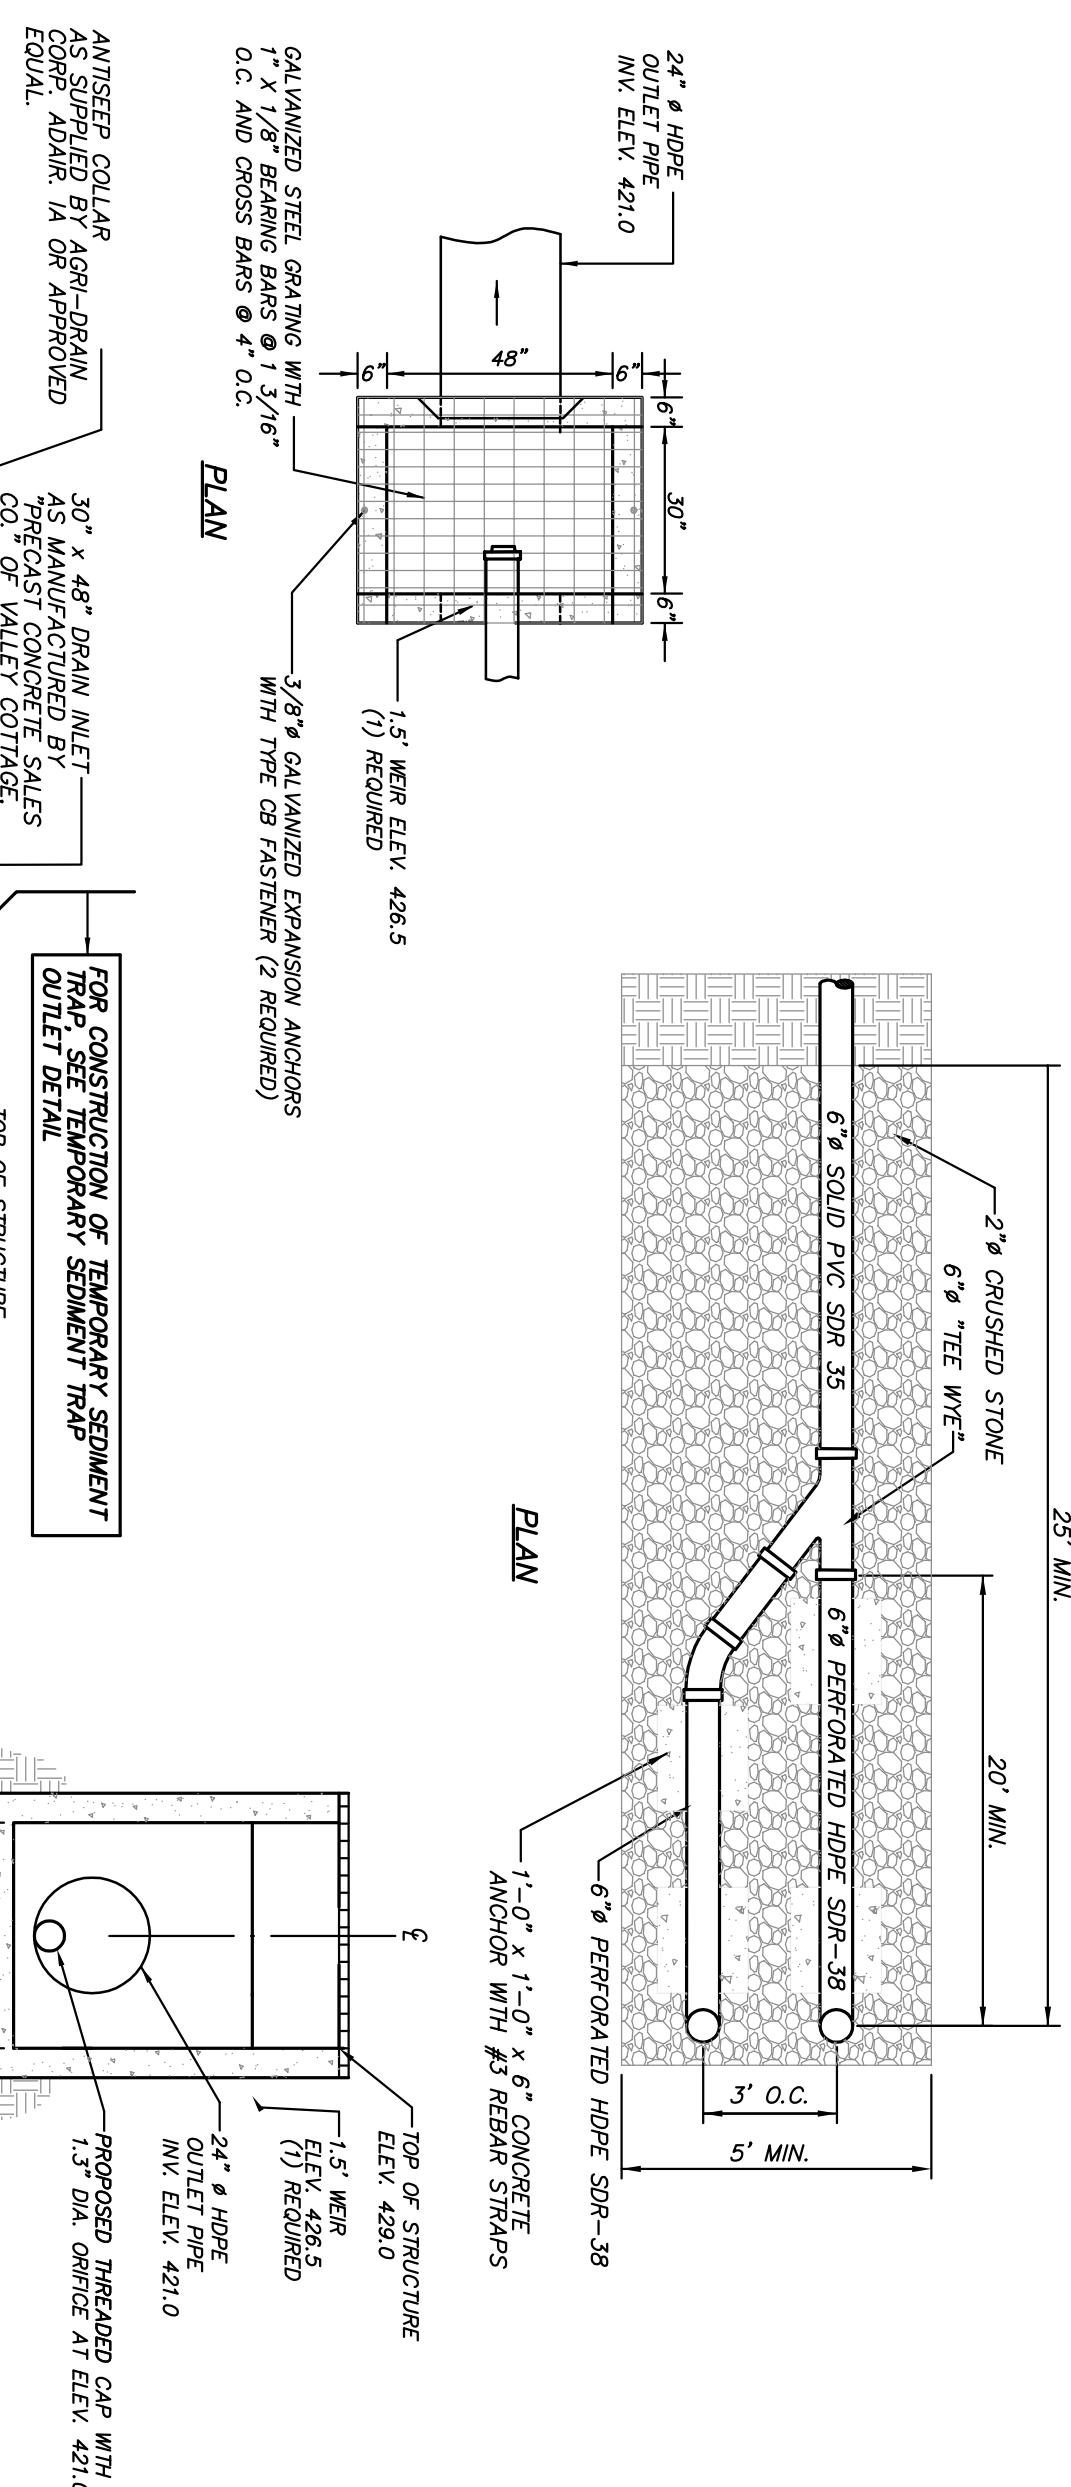 24" ø HDPE
OUTLET PIPE
INV. ELEV. 421.0
6"
48"
6"
6"
30"
6"
GALVANIZED STEEL GRATING WITH
1" X 1/8" BEARING BARS @ 1 3/16"
O.C. AND CROSS BARS @ 4" O.C.
PLAN
1.5' WEIR ELEV. 426.5
(1) REQUIRED
3/8"ø GALVANIZED EXPANSION ANCHORS
WITH TYPE CB FASTENER (2 REQUIRED)
ANTISEEP COLLAR
AS SUPPLIED BY AGRI-DRAIN
CORP. ADAIR. IA OR APPROVED
EQUAL.
30" x 48" DRAIN INLET
AS MANUFACTURED BY
"PRECAST CONCRETE SALES
CO." OF VALLEY COTTAGE,
FOR CONSTRUCTION OF TEMPORARY SEDIMENT
TRAP, SEE TEMPORARY SEDIMENT TRAP
OUTLET DETAIL
TOP OF STRUCTURE
25' MIN.
20' MIN.
2"ø CRUSHED STONE
6"ø "TEE WYE"
6"ø SOLID PVC SDR 35
6"ø PERFORATED HDPE SDR-38
3' O.C.
5' MIN.
6"ø PERFORATED HDPE SDR-38
1'-0" x 1'-0" x 6" CONCRETE
ANCHOR WITH #3 REBAR STRAPS
PLAN
℄
TOP OF STRUCTURE
ELEV. 429.0
1.5' WEIR
ELEV. 426.5
(1) REQUIRED
24" ø HDPE
OUTLET PIPE
INV. ELEV. 421.0
PROPOSED THREADED CAP WITH
1.3" DIA. ORIFICE AT ELEV. 421.0